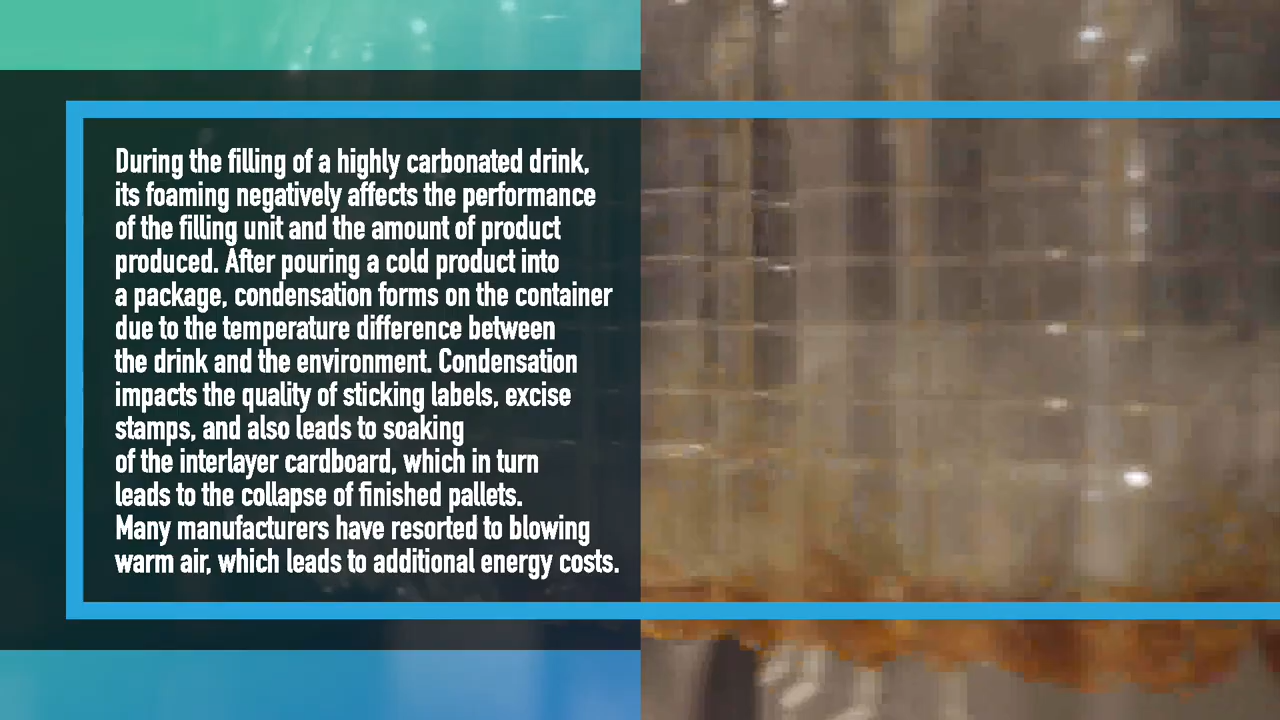 During the filling of a highly carbonated drink,
its foaming negatively affects the performance
of the filling unit and the amount of product
produced. After pouring a cold product into
a package, condensation forms on the container
due to the temperature difference between
the drink and the environment. Condensation
impacts the quality of sticking labels, excise
stamps, and also leads to soaking
of the interlayer cardboard, which in turn
leads to the collapse of finished pallets.
Many manufacturers have resorted to blowing
warm air, which leads to additional energy costs.